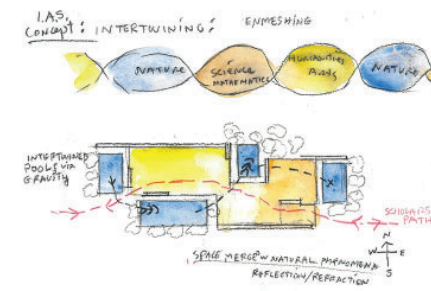 I.A.S.
CONCEPT: INTERTWINING: ENMESHING
NATURE
SCIENCE
MATHEMATICS
HUMANITIES
ARTS
NATURE
INTERTWINED
POOLS VIA
GRAVITY
SCHOLARS
PATH
N
W E
S
SPACE MERGE W NATURAL PHENOMENA
REFLECTION/REFRACTION